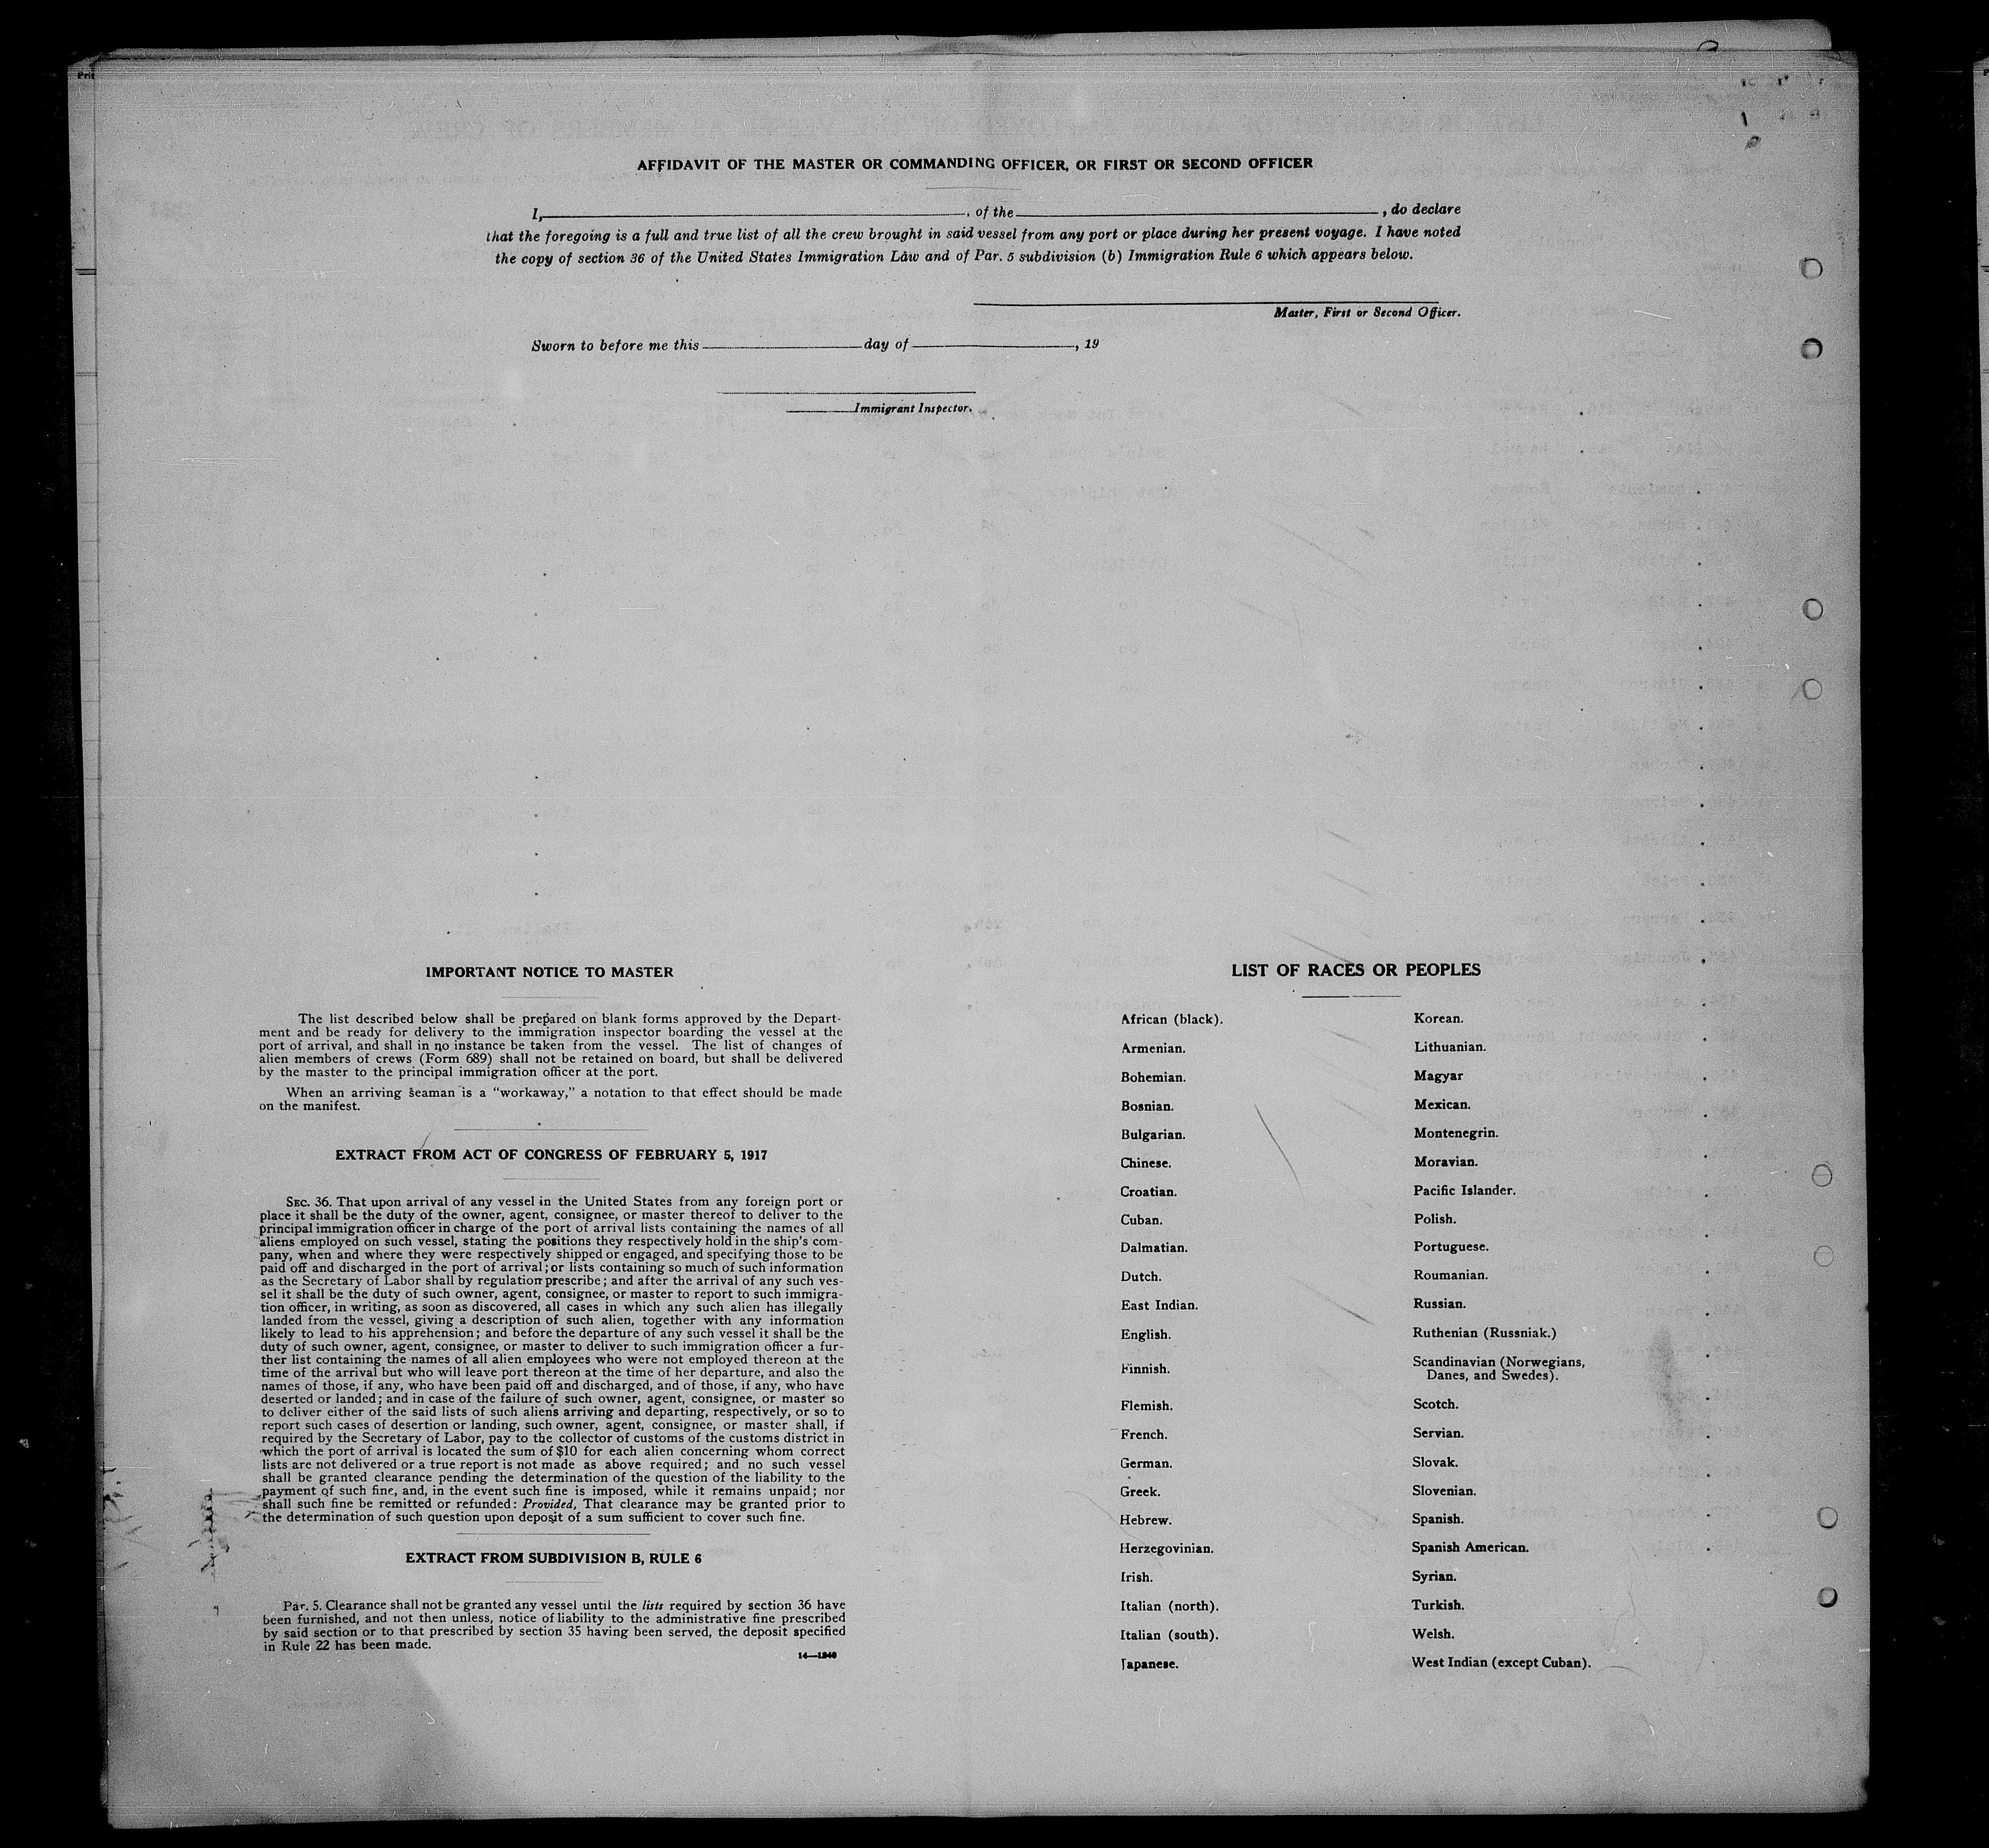 AFFIDAVIT OF THE MASTER OR COMMANDING OFFICER, OR FIRST OR SECOND OFFICER
I, , of the , do declare
that the foregoing is a full and true list of all the crew brought in said vessel from any port or place during her present voyage. I have noted
the copy of section 36 of the United States Immigration Law and of Par. 5 subdivision (b) Immigration Rule 6 which appears below.
Master, First or Second Officer.
Sworn to before me this day of , 19
Immigrant Inspector.
IMPORTANT NOTICE TO MASTER
The list described below shall be prepared on blank forms approved by the Depart-
ment and be ready for delivery to the immigration inspector boarding the vessel at the
port of arrival, and shall in no instance be taken from the vessel. The list of changes of
alien members of crews (Form 689) shall not be retained on board, but shall be delivered
by the master to the principal immigration officer at the port.
When an arriving seaman is a "workaway," a notation to that effect should be made
on the manifest.
EXTRACT FROM ACT OF CONGRESS OF FEBRUARY 5, 1917
SEC. 36. That upon arrival of any vessel in the United States from any foreign port or
place it shall be the duty of the owner, agent, consignee, or master thereof to deliver to the
principal immigration officer in charge of the port of arrival lists containing the names of all
aliens employed on such vessel, stating the positions they respectively hold in the ship's com-
pany, when and where they were respectively shipped or engaged, and specifying those to be
paid off and discharged in the port of arrival; or lists containing so much of such information
as the Secretary of Labor shall by regulation prescribe; and after the arrival of any such ves-
sel it shall be the duty of such owner, agent, consignee, or master to report to such immigra-
tion officer, in writing, as soon as discovered, all cases in which any such alien has illegally
landed from the vessel, giving a description of such alien, together with any information
likely to lead to his apprehension; and before the departure of any such vessel it shall be the
duty of such owner, agent, consignee, or master to deliver to such immigration officer a fur-
ther list containing the names of all alien employees who were not employed thereon at the
time of the arrival but who will leave port thereon at the time of her departure, and also the
names of those, if any, who have been paid off and discharged, and of those, if any, who have
deserted or landed; and in case of the failure of such owner, agent, consignee, or master so
to deliver either of the said lists of such aliens arriving and departing, respectively, or so to
report such cases of desertion or landing, such owner, agent, consignee, or master shall, if
required by the Secretary of Labor, pay to the collector of customs of the customs district in
which the port of arrival is located the sum of $10 for each alien concerning whom correct
lists are not delivered or a true report is not made as above required; and no such vessel
shall be granted clearance pending the determination of the question of the liability to the
payment of such fine, and, in the event such fine is imposed, while it remains unpaid; nor
shall such fine be remitted or refunded: Provided, That clearance may be granted prior to
the determination of such question upon deposit of a sum sufficient to cover such fine.
EXTRACT FROM SUBDIVISION B, RULE 6
Par. 5. Clearance shall not be granted any vessel until the lists required by section 36 have
been furnished, and not then unless, notice of liability to the administrative fine prescribed
by said section or to that prescribed by section 35 having been served, the deposit specified
in Rule 22 has been made.
14—1240
LIST OF RACES OR PEOPLES
African (black).
Armenian.
Bohemian.
Bosnian.
Bulgarian.
Chinese.
Croatian.
Cuban.
Dalmatian.
Dutch.
East Indian.
English.
Finnish.
Flemish.
French.
German.
Greek.
Hebrew.
Herzegovinian.
Irish.
Italian (north).
Italian (south).
Japanese.
Korean.
Lithuanian.
Magyar
Mexican.
Montenegrin.
Moravian.
Pacific Islander.
Polish.
Portuguese.
Roumanian.
Russian.
Ruthenian (Russniak.)
Scandinavian (Norwegians,
Danes, and Swedes).
Scotch.
Servian.
Slovak.
Slovenian.
Spanish.
Spanish American.
Syrian.
Turkish.
Welsh.
West Indian (except Cuban).